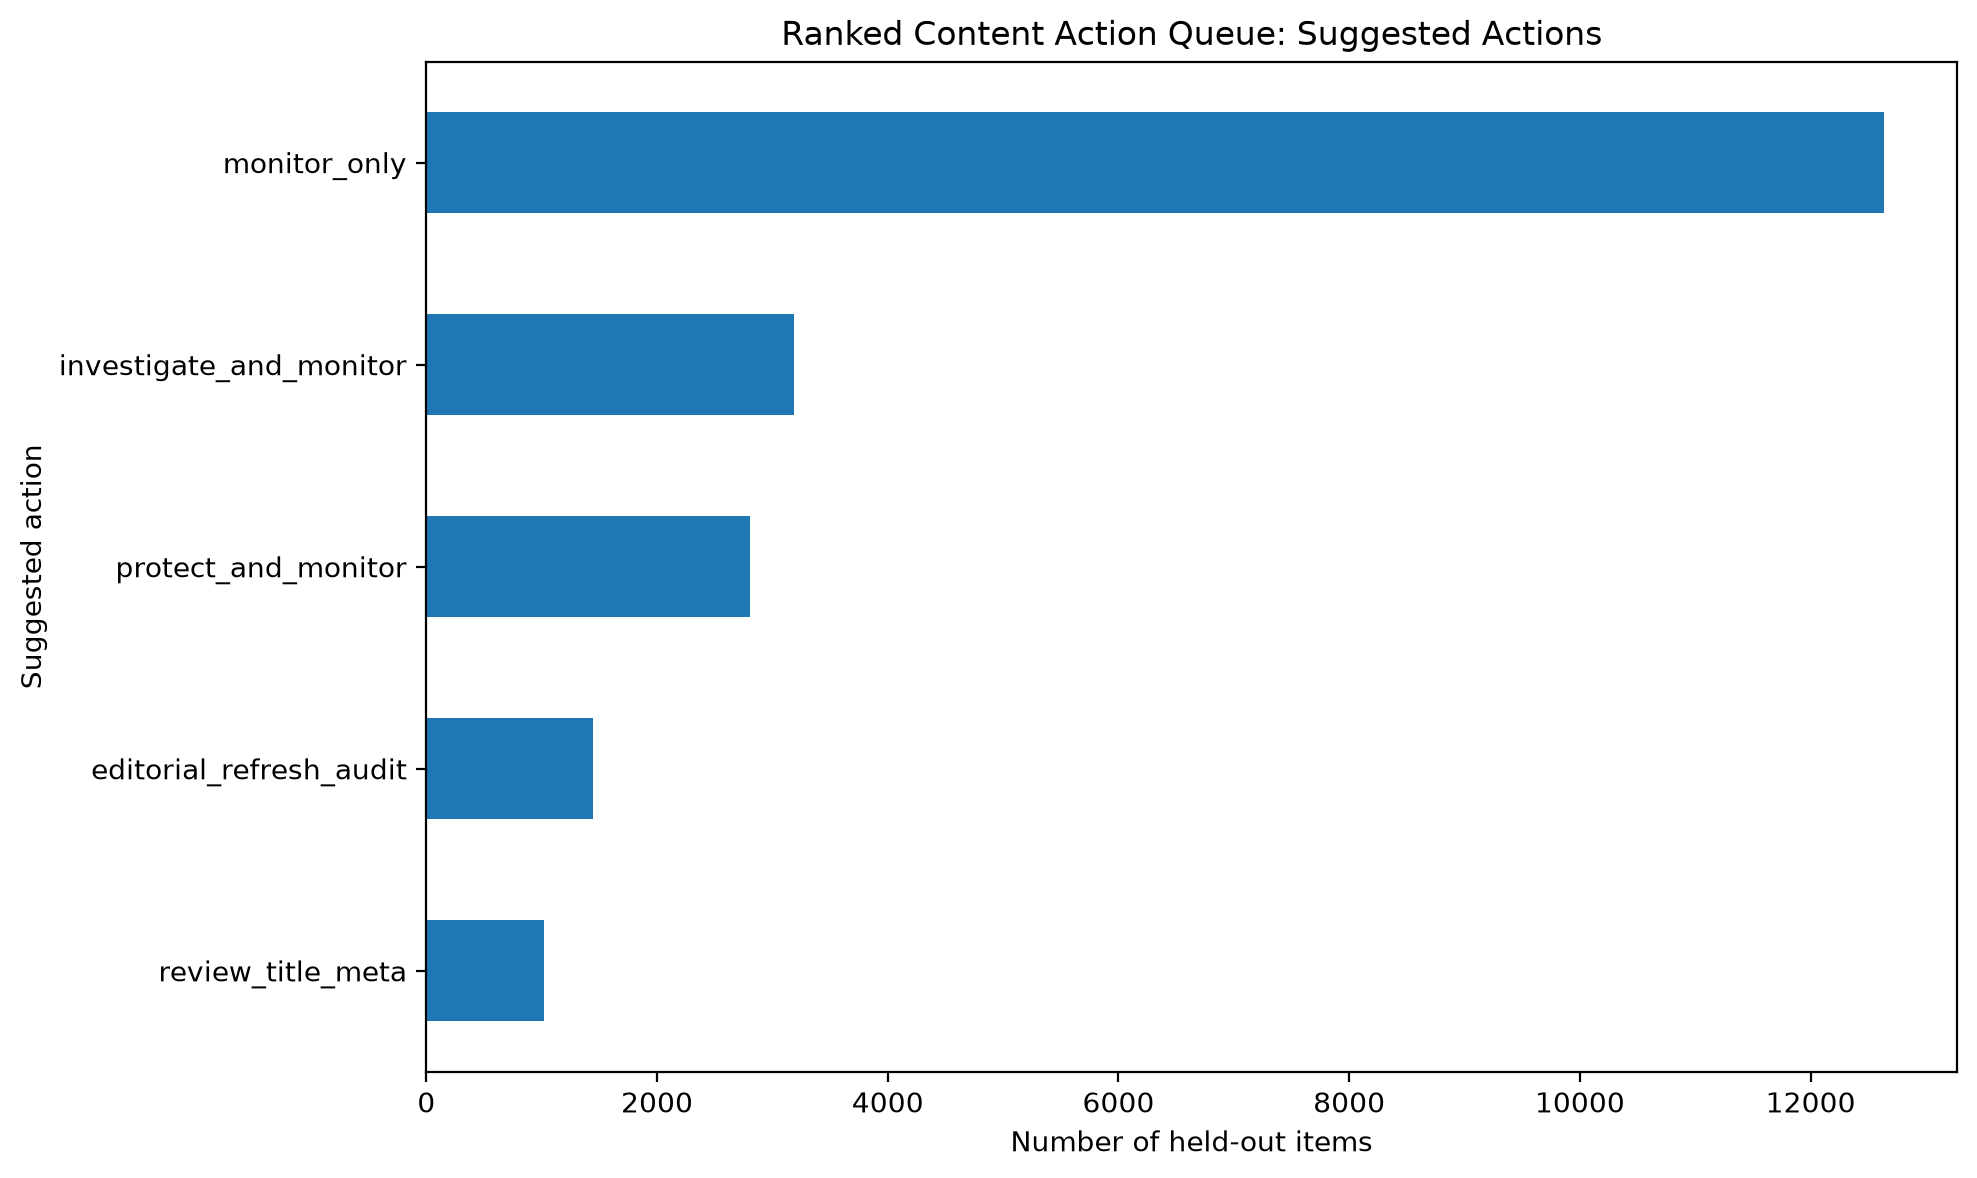 Ranked Content Action Queue: Suggested Actions
Suggested action
monitor_only
investigate_and_monitor
protect_and_monitor
editorial_refresh_audit
review_title_meta
0 2000 4000 6000 8000 10000 12000
Number of held-out items